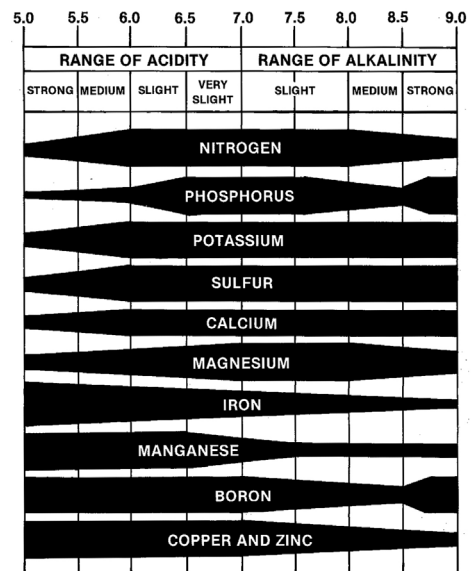 5.0 5.5 6.0 6.5 7.0 7.5 8.0 8.5 9.0
RANGE OF ACIDITY RANGE OF ALKALINITY
STRONG MEDIUM SLIGHT VERY SLIGHT SLIGHT MEDIUM STRONG
NITROGEN
PHOSPHORUS
POTASSIUM
SULFUR
CALCIUM
MAGNESIUM
IRON
MANGANESE
BORON
COPPER AND ZINC